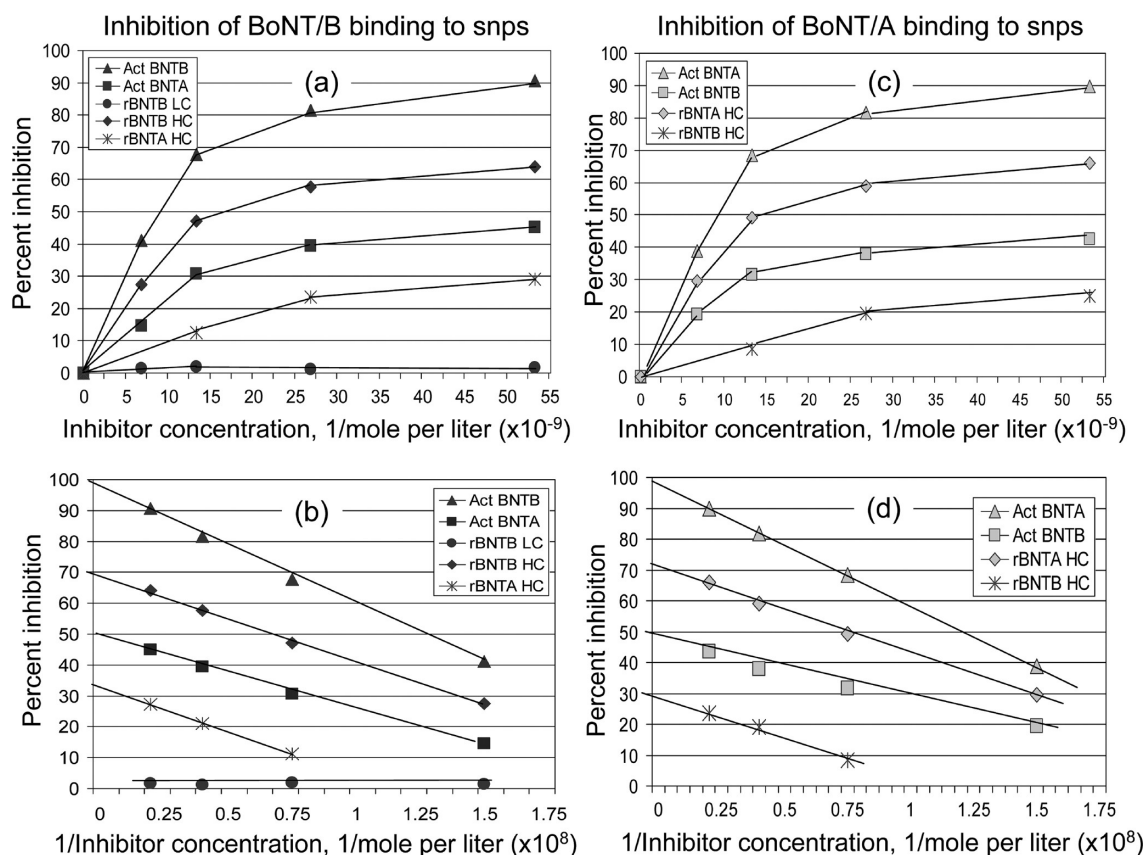 Inhibition of BoNT/B binding to snps
(a)
Percent inhibition
100
90
80
70
60
50
40
30
20
10
0
Act BNTB
Act BNTA
rBNTB LC
rBNTB HC
rBNTA HC
0 5 10 15 20 25 30 35 40 45 50 55
Inhibitor concentration, 1/mole per liter (x10-9)
Inhibition of BoNT/A binding to snps
(c)
Percent inhibition
100
90
80
70
60
50
40
30
20
10
0
Act BNTA
Act BNTB
rBNTA HC
rBNTB HC
0 5 10 15 20 25 30 35 40 45 50 55
Inhibitor concentration, 1/mole per liter (x10-9)
(b)
Percent inhibition
100
90
80
70
60
50
40
30
20
10
0
Act BNTB
Act BNTA
rBNTB LC
rBNTB HC
rBNTA HC
0 0.25 0.5 0.75 1 1.25 1.5 1.75
1/Inhibitor concentration, 1/mole per liter (x108)
(d)
Percent inhibition
100
90
80
70
60
50
40
30
20
10
0
Act BNTA
Act BNTB
rBNTA HC
rBNTB HC
0 0.25 0.5 0.75 1 1.25 1.5 1.75
1/Inhibitor concentration, 1/mole per liter (x108)